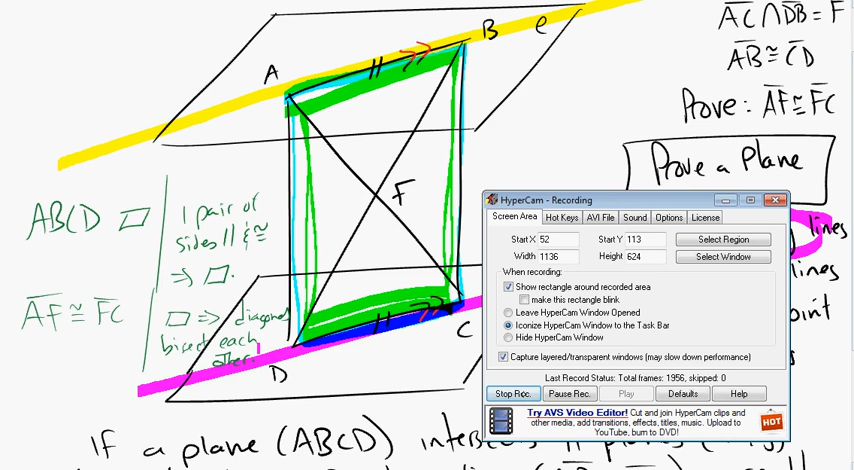 AC ∩ DB = F
AB ≅ CD
Prove: AF ≅ FC
Prove a Plane
lines
lines
point
A
B
e
F
C
D
ABCD ▱
1 pair of
sides || & ≅
⇒ ▱.
AF ≅ FC
▱ ⇒ diagonals
bisect each
other.
If a plane (ABCD)
HyperCam - Recording
Screen Area Hot Keys AVI File Sound Options License
Start X 52 Start Y 113 Select Region
Width 1136 Height 624 Select Window
When recording:
Show rectangle around recorded area
make this rectangle blink
Leave HyperCam Window Opened
Iconize HyperCam Window to the Task Bar
Hide HyperCam Window
Capture layered/transparent windows (may slow down performance)
Last Record Status: Total frames: 1956, skipped: 0
Stop Rec. Pause Rec. Play Defaults Help
Try AVS Video Editor! Cut and join HyperCam clips and
other media, add transitions, effects, titles, music. Upload to
YouTube, burn to DVD!
HOT